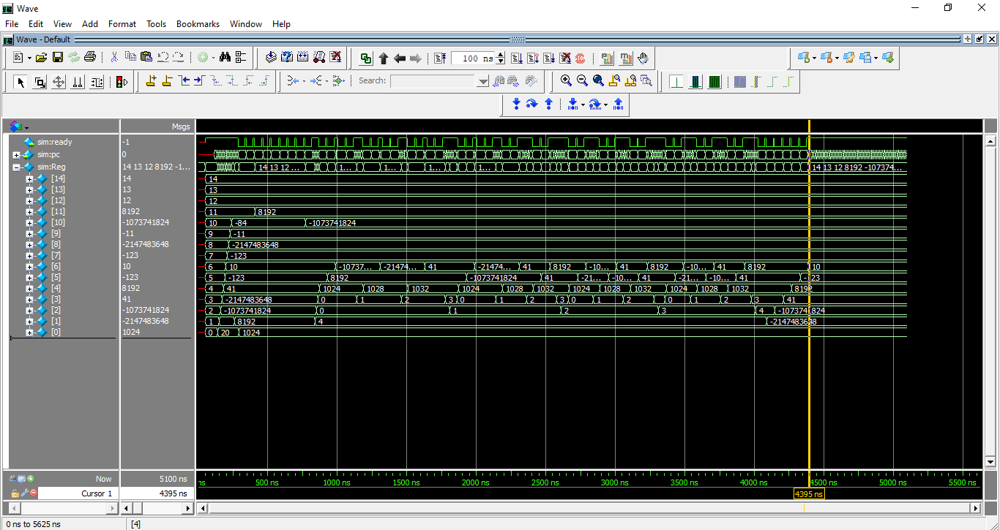 Wave
File Edit View Add Format Tools Bookmarks Window Help
Wave - Default
100 ns
Search:
Msgs
sim:ready -1
sim:pc 0
sim:Reg 14 13 12 8192 -1... 14 13 12 ... 1... 1... 1... 1... 14 13 12 8192 -107374...
[14] 14 14
[13] 13 13
[12] 12 12
[11] 8192 11 8192
[10] -1073741824 10 -84 -1073741824
[9] -11 9 -11
[8] -2147483648 8 -2147483648
[7] -123 7 -123
[6] 10 6 10 -10737... -21474... 41 -21474... 41 8192 -10... 41 8192 -10... 41 8192 10
[5] -123 5 -123 8192 -1073741824 41 -21... -10... 41 -21... -10... 41 -123
[4] 8192 4 41 1024 1028 1032 1024 1028 1032 1024 1028 1032 1024 1028 1032 8192
[3] 41 3 -2147483648 0 1 2 3 0 1 2 3 0 1 2 0 1 2 3 41
[2] -1073741824 2 -1073741824 0 1 2 3 4 -1073741824
[1] -2147483648 1 8192 4 -2147483648
[0] 1024 0 20 1024
Now 5100 ns ns 500 ns 1000 ns 1500 ns 2000 ns 2500 ns 3000 ns 3500 ns 4000 ns 4500 ns 5000 ns 5500 ns
Cursor 1 4395 ns 4395 ns
0 ns to 5625 ns [4]